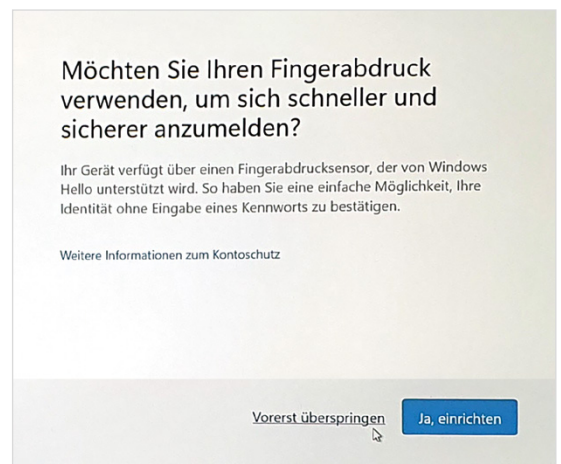 Möchten Sie Ihren Fingerabdruck
verwenden, um sich schneller und
sicherer anzumelden?
Ihr Gerät verfügt über einen Fingerabdrucksensor, der von Windows
Hello unterstützt wird. So haben Sie eine einfache Möglichkeit, Ihre
Identität ohne Eingabe eines Kennworts zu bestätigen.
Weitere Informationen zum Kontoschutz
Vorerst überspringen
Ja, einrichten